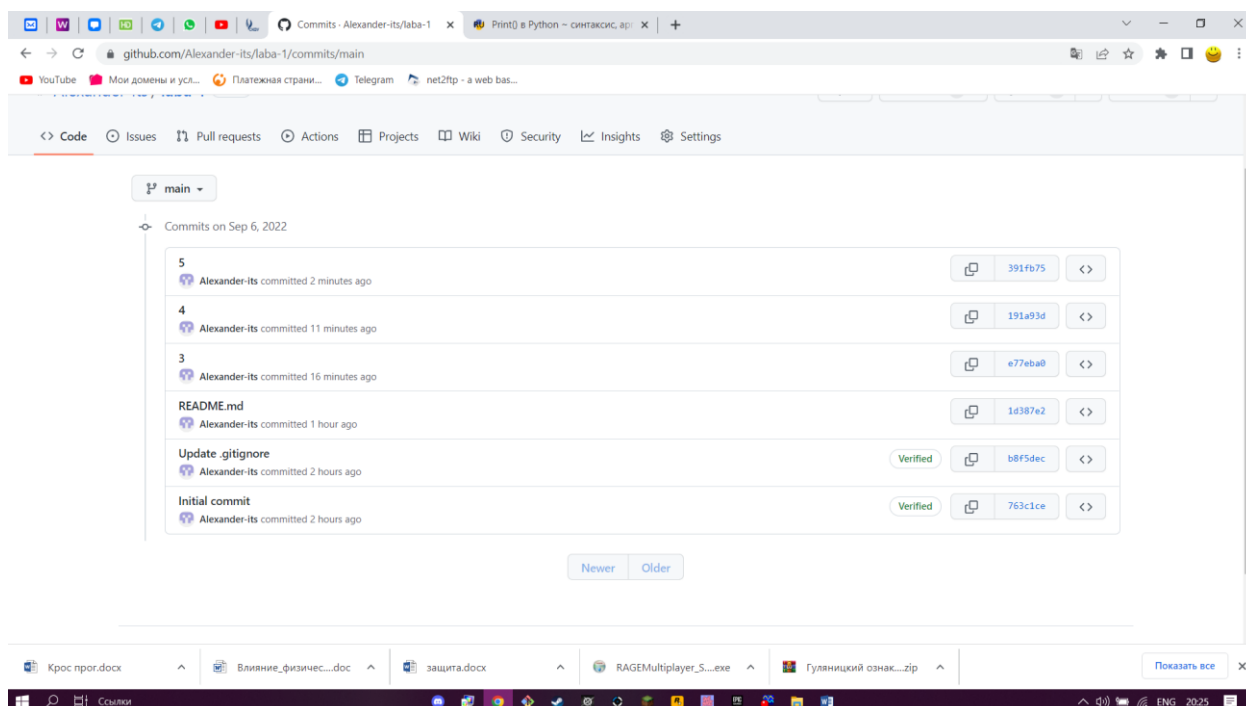 Commits · Alexander-its/laba-1
Print() в Python ~ синтаксис, арг
github.com/Alexander-its/laba-1/commits/main
YouTube Мои домены и усл... Платежная страни... Telegram net2ftp - a web bas...
Code Issues Pull requests Actions Projects Wiki Security Insights Settings
main
Commits on Sep 6, 2022
5
Alexander-its committed 2 minutes ago
391fb75
4
Alexander-its committed 11 minutes ago
191a93d
3
Alexander-its committed 16 minutes ago
e77eba0
README.md
Alexander-its committed 1 hour ago
1d387e2
Update .gitignore
Alexander-its committed 2 hours ago
Verified b8f5dec
Initial commit
Alexander-its committed 2 hours ago
Verified 763c1ce
Newer Older
Крос прог.docx Влияние_физичес....doc защита.docx RAGEMultiplayer_S....exe Гуляницкий ознак....zip Показать все
Ссылки ENG 20:25